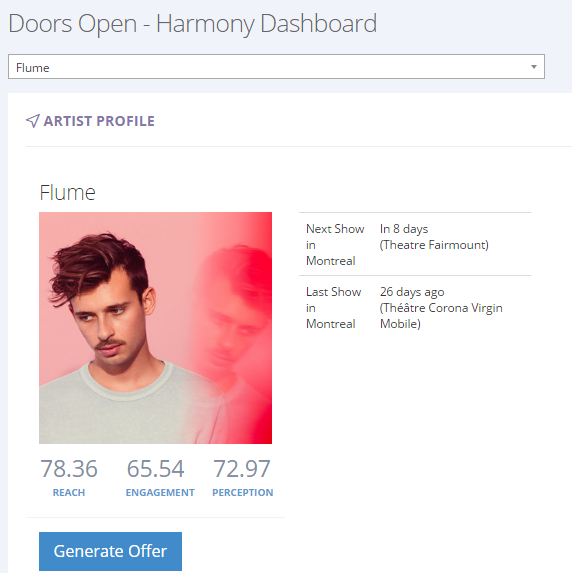 Doors Open - Harmony Dashboard
Flume
ARTIST PROFILE
Flume
Next Show
in
Montreal
In 8 days
(Theatre Fairmount)
Last Show
in
Montreal
26 days ago
(Théâtre Corona Virgin
Mobile)
78.36
65.54
72.97
REACH
ENGAGEMENT
PERCEPTION
Generate Offer